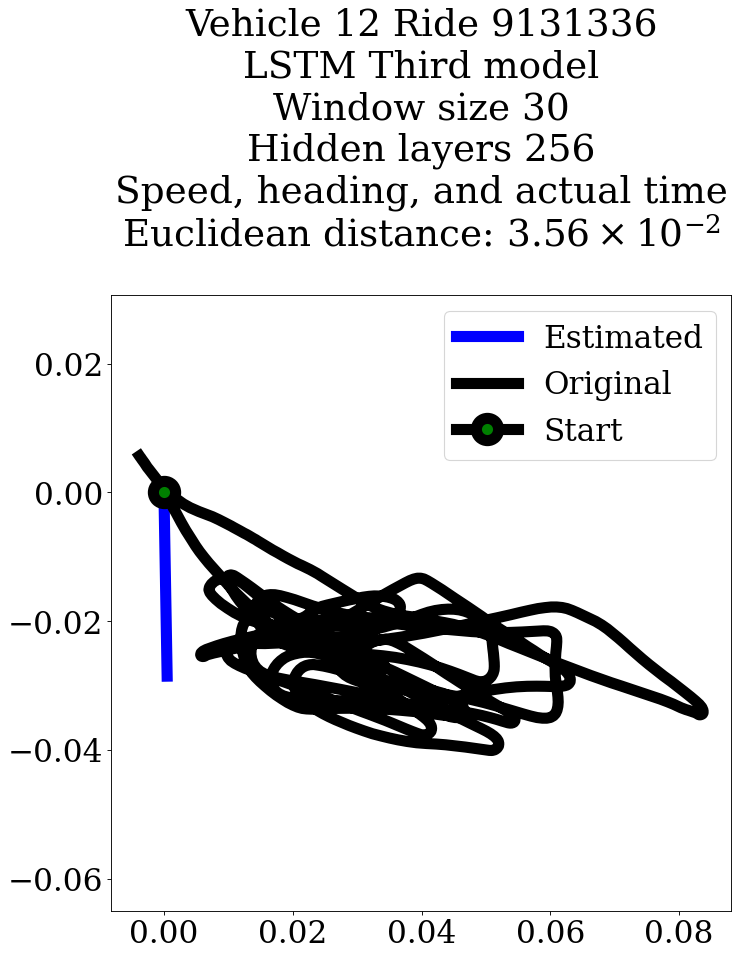 Vehicle 12 Ride 9131336
LSTM Third model
Window size 30
Hidden layers 256
Speed, heading, and actual time
Euclidean distance: 3.56 × 10⁻²
Estimated
Original
Start
0.02
0.00
−0.02
−0.04
−0.06
0.00 0.02 0.04 0.06 0.08